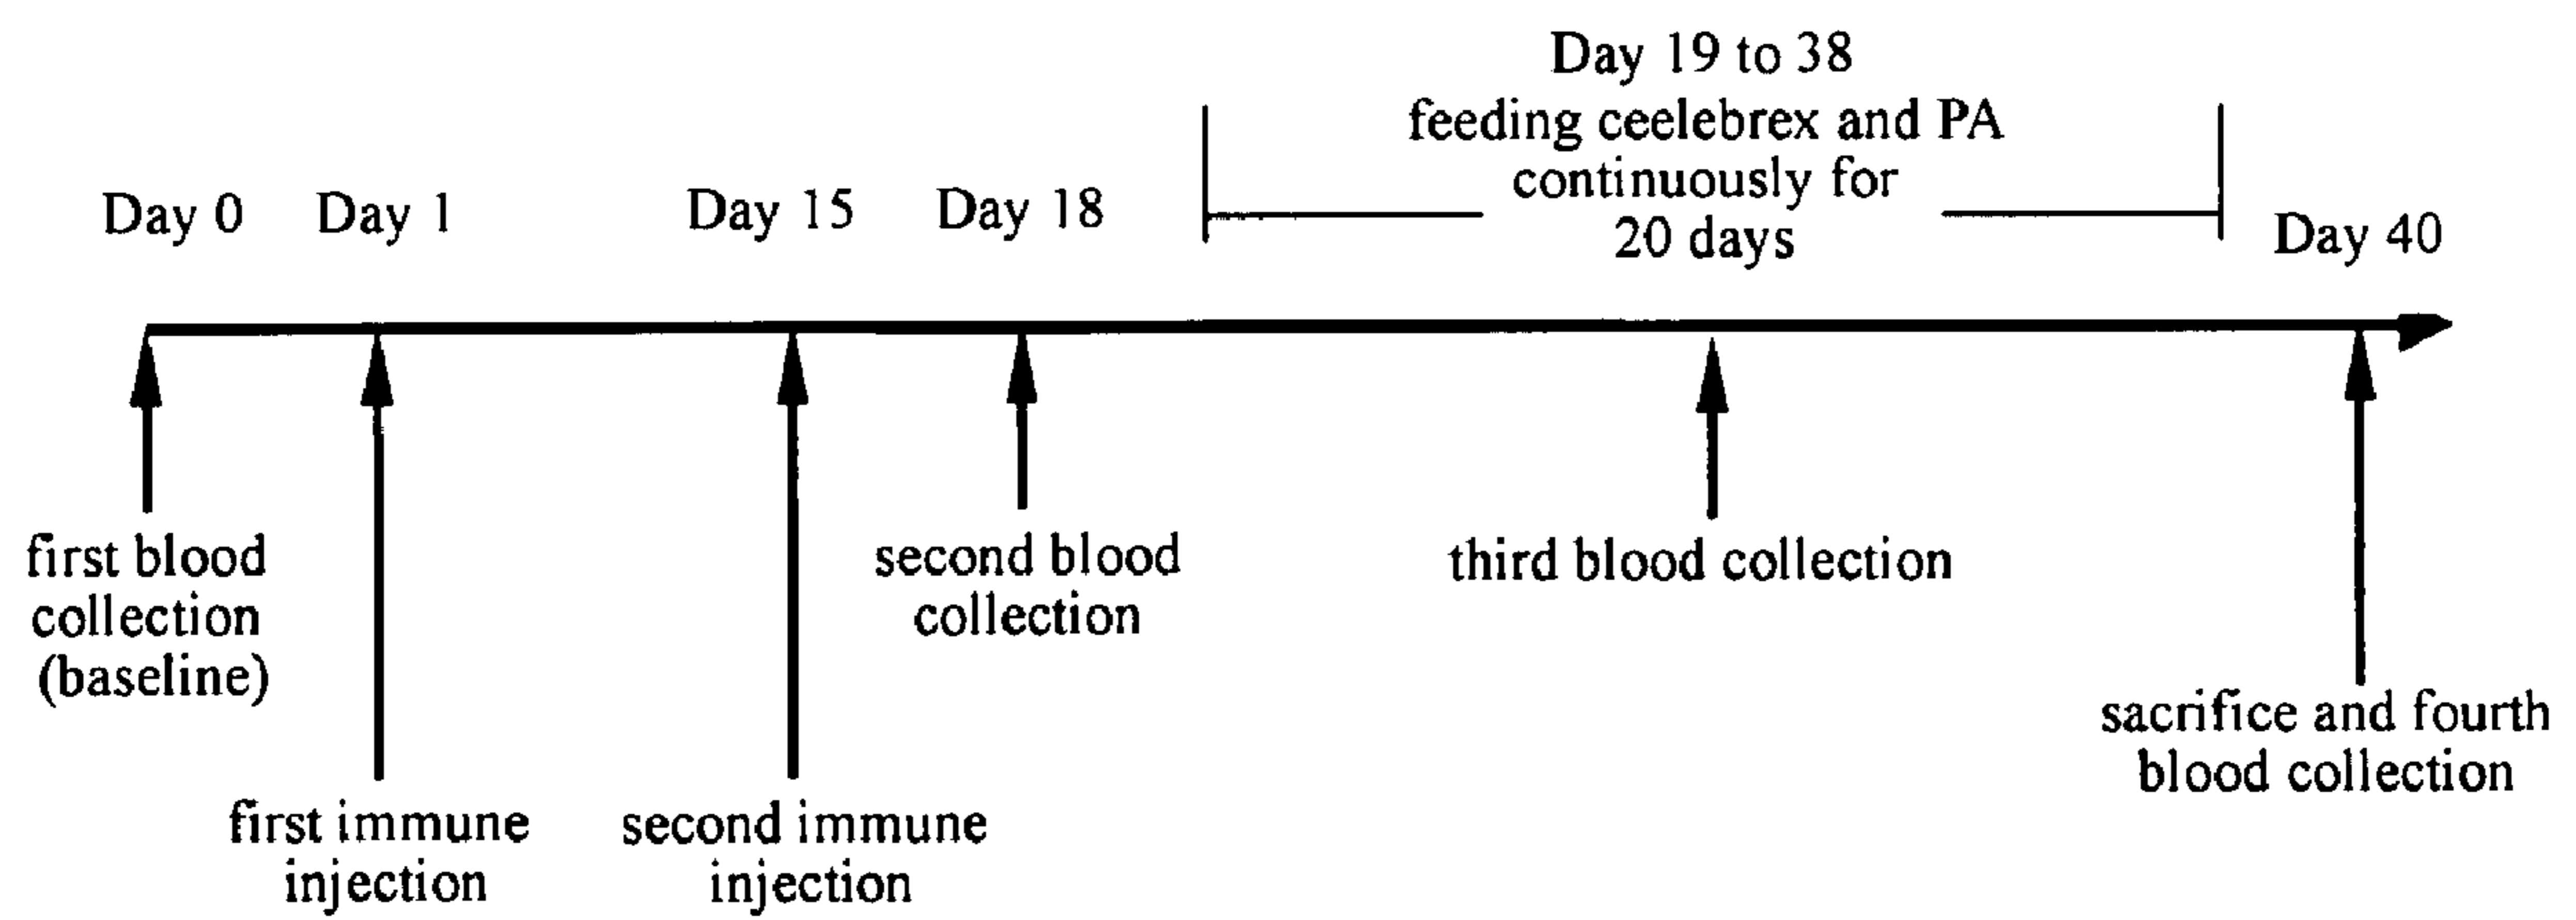 Day 19 to 38
feeding ceelebrex and PA
continuously for
20 days
Day 0
Day 1
Day 15
Day 18
Day 40
first blood
collection
(baseline)
second blood
collection
third blood collection
sacrifice and fourth
blood collection
first immune
injection
second immune
injection